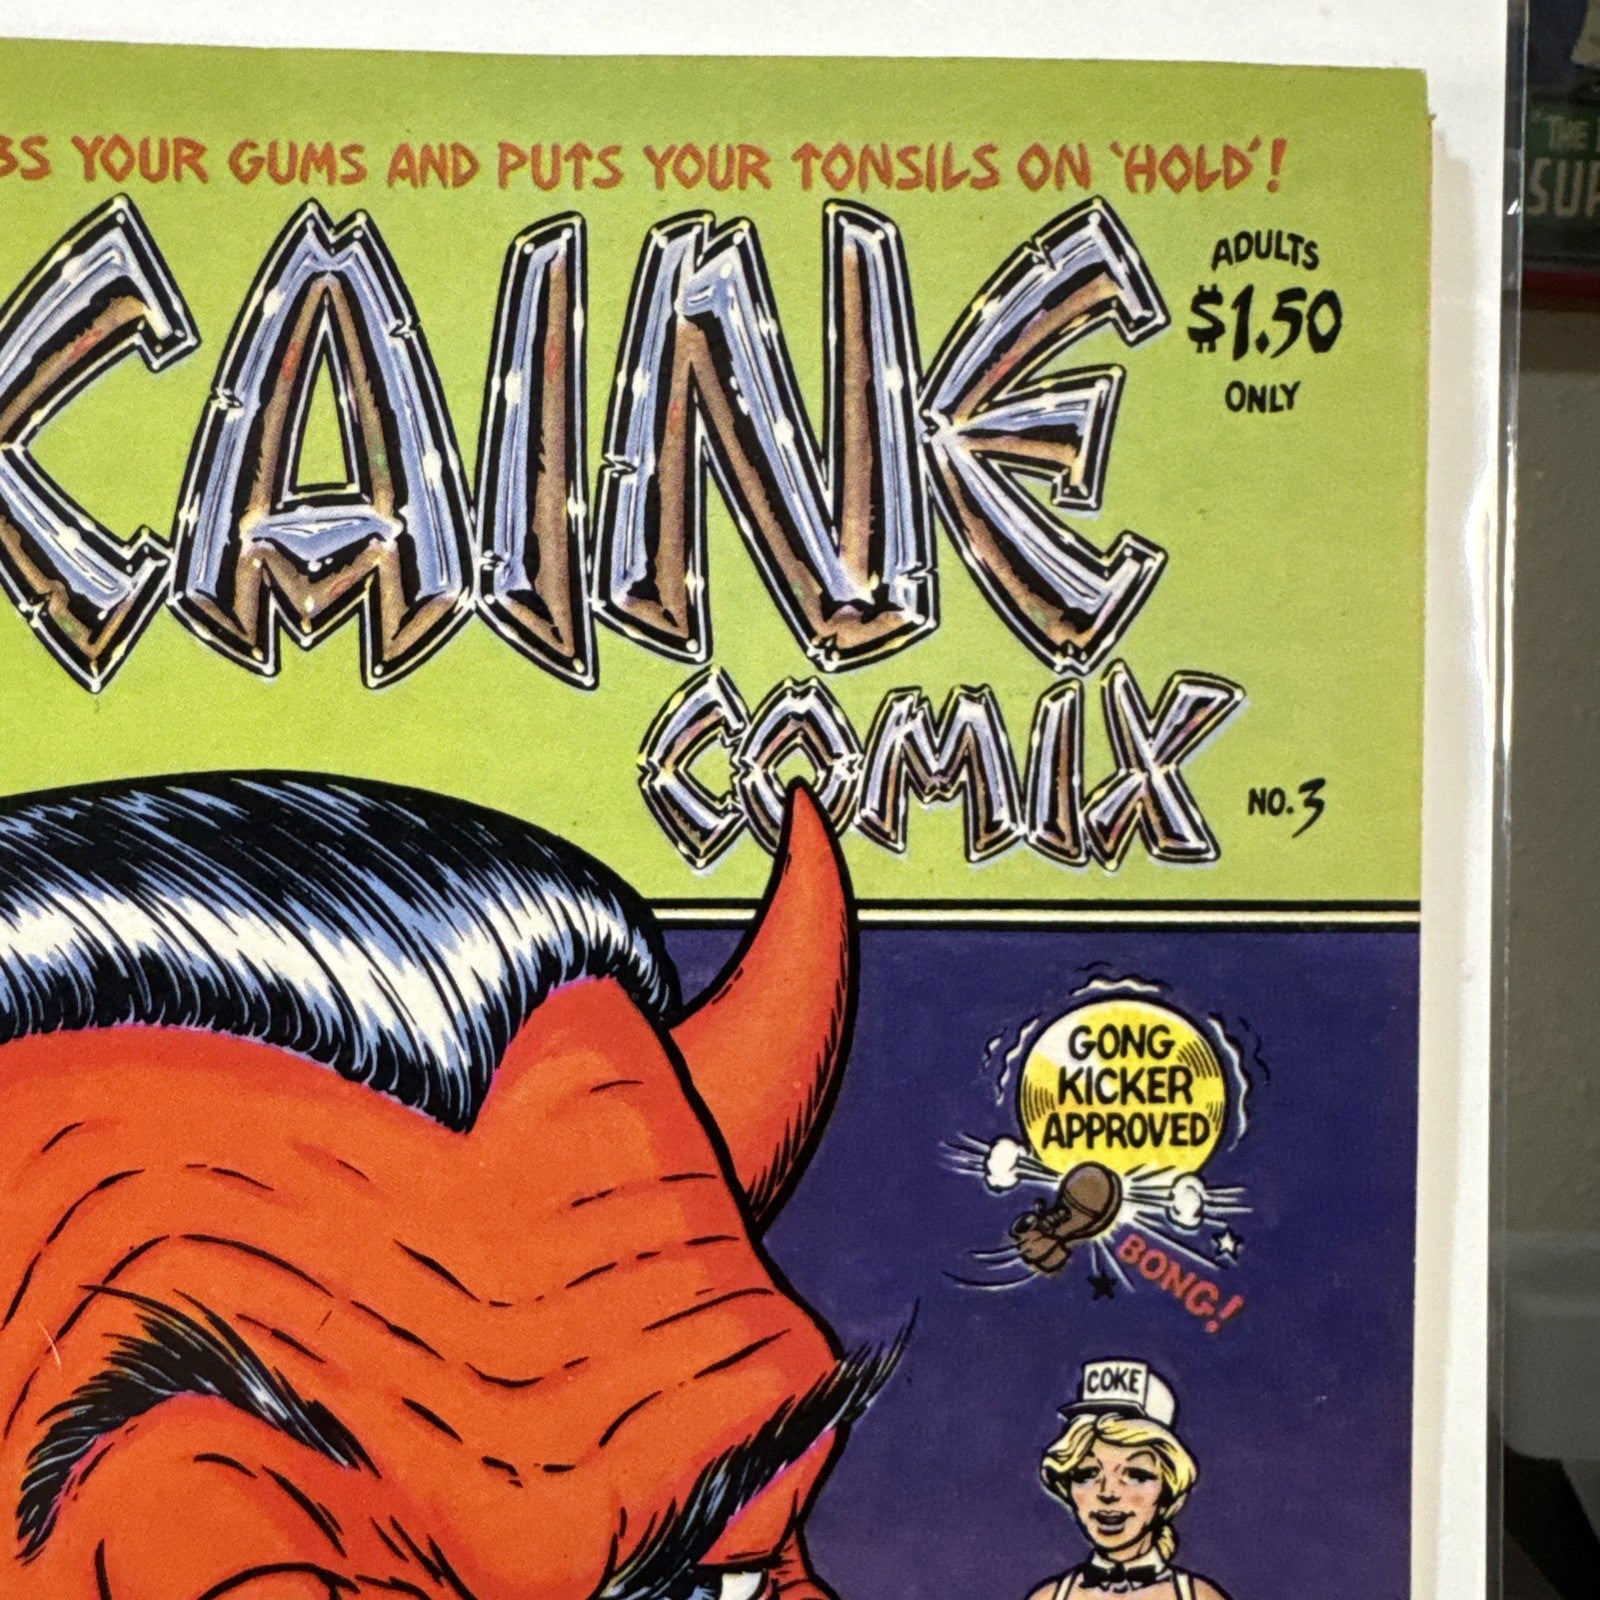 YOUR GUMS AND PUTS YOUR TONSILS ON 'HOLD'!
CAINE
COMIX
ADULTS
$1.50
ONLY
NO. 3
GONG
KICKER
APPROVED
BONG!
COKE